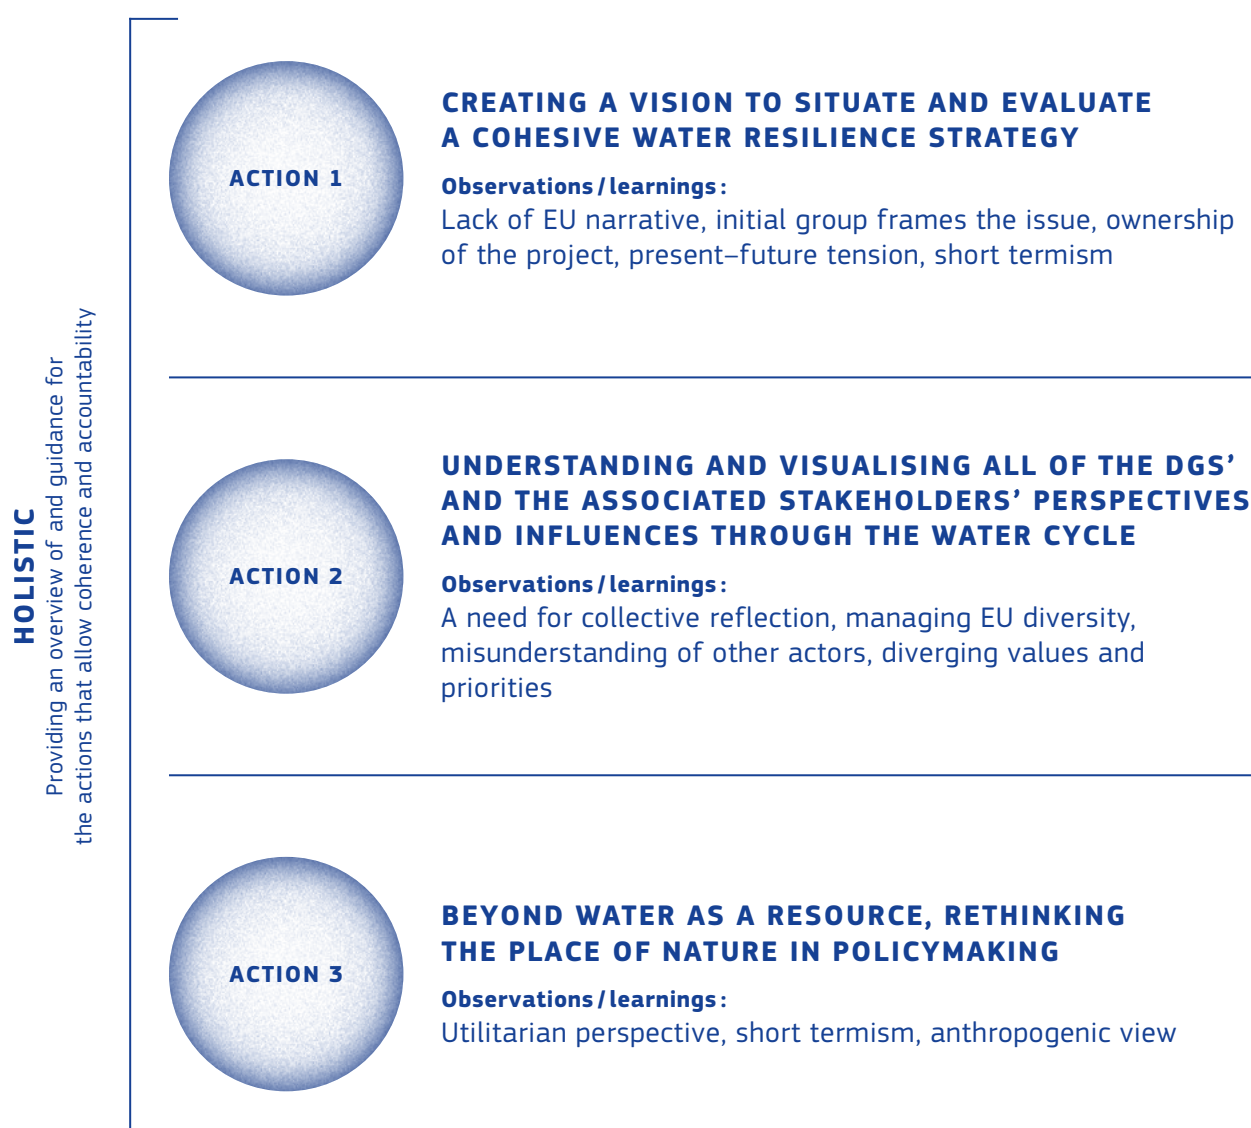 HOLISTIC
Providing an overview of and guidance for
the actions that allow coherence and accountability
ACTION 1
CREATING A VISION TO SITUATE AND EVALUATE
A COHESIVE WATER RESILIENCE STRATEGY
Observations / learnings :
Lack of EU narrative, initial group frames the issue, ownership
of the project, present–future tension, short termism
ACTION 2
UNDERSTANDING AND VISUALISING ALL OF THE DGS’
AND THE ASSOCIATED STAKEHOLDERS’ PERSPECTIVES
AND INFLUENCES THROUGH THE WATER CYCLE
Observations / learnings :
A need for collective reflection, managing EU diversity,
misunderstanding of other actors, diverging values and
priorities
ACTION 3
BEYOND WATER AS A RESOURCE, RETHINKING
THE PLACE OF NATURE IN POLICYMAKING
Observations / learnings :
Utilitarian perspective, short termism, anthropogenic view